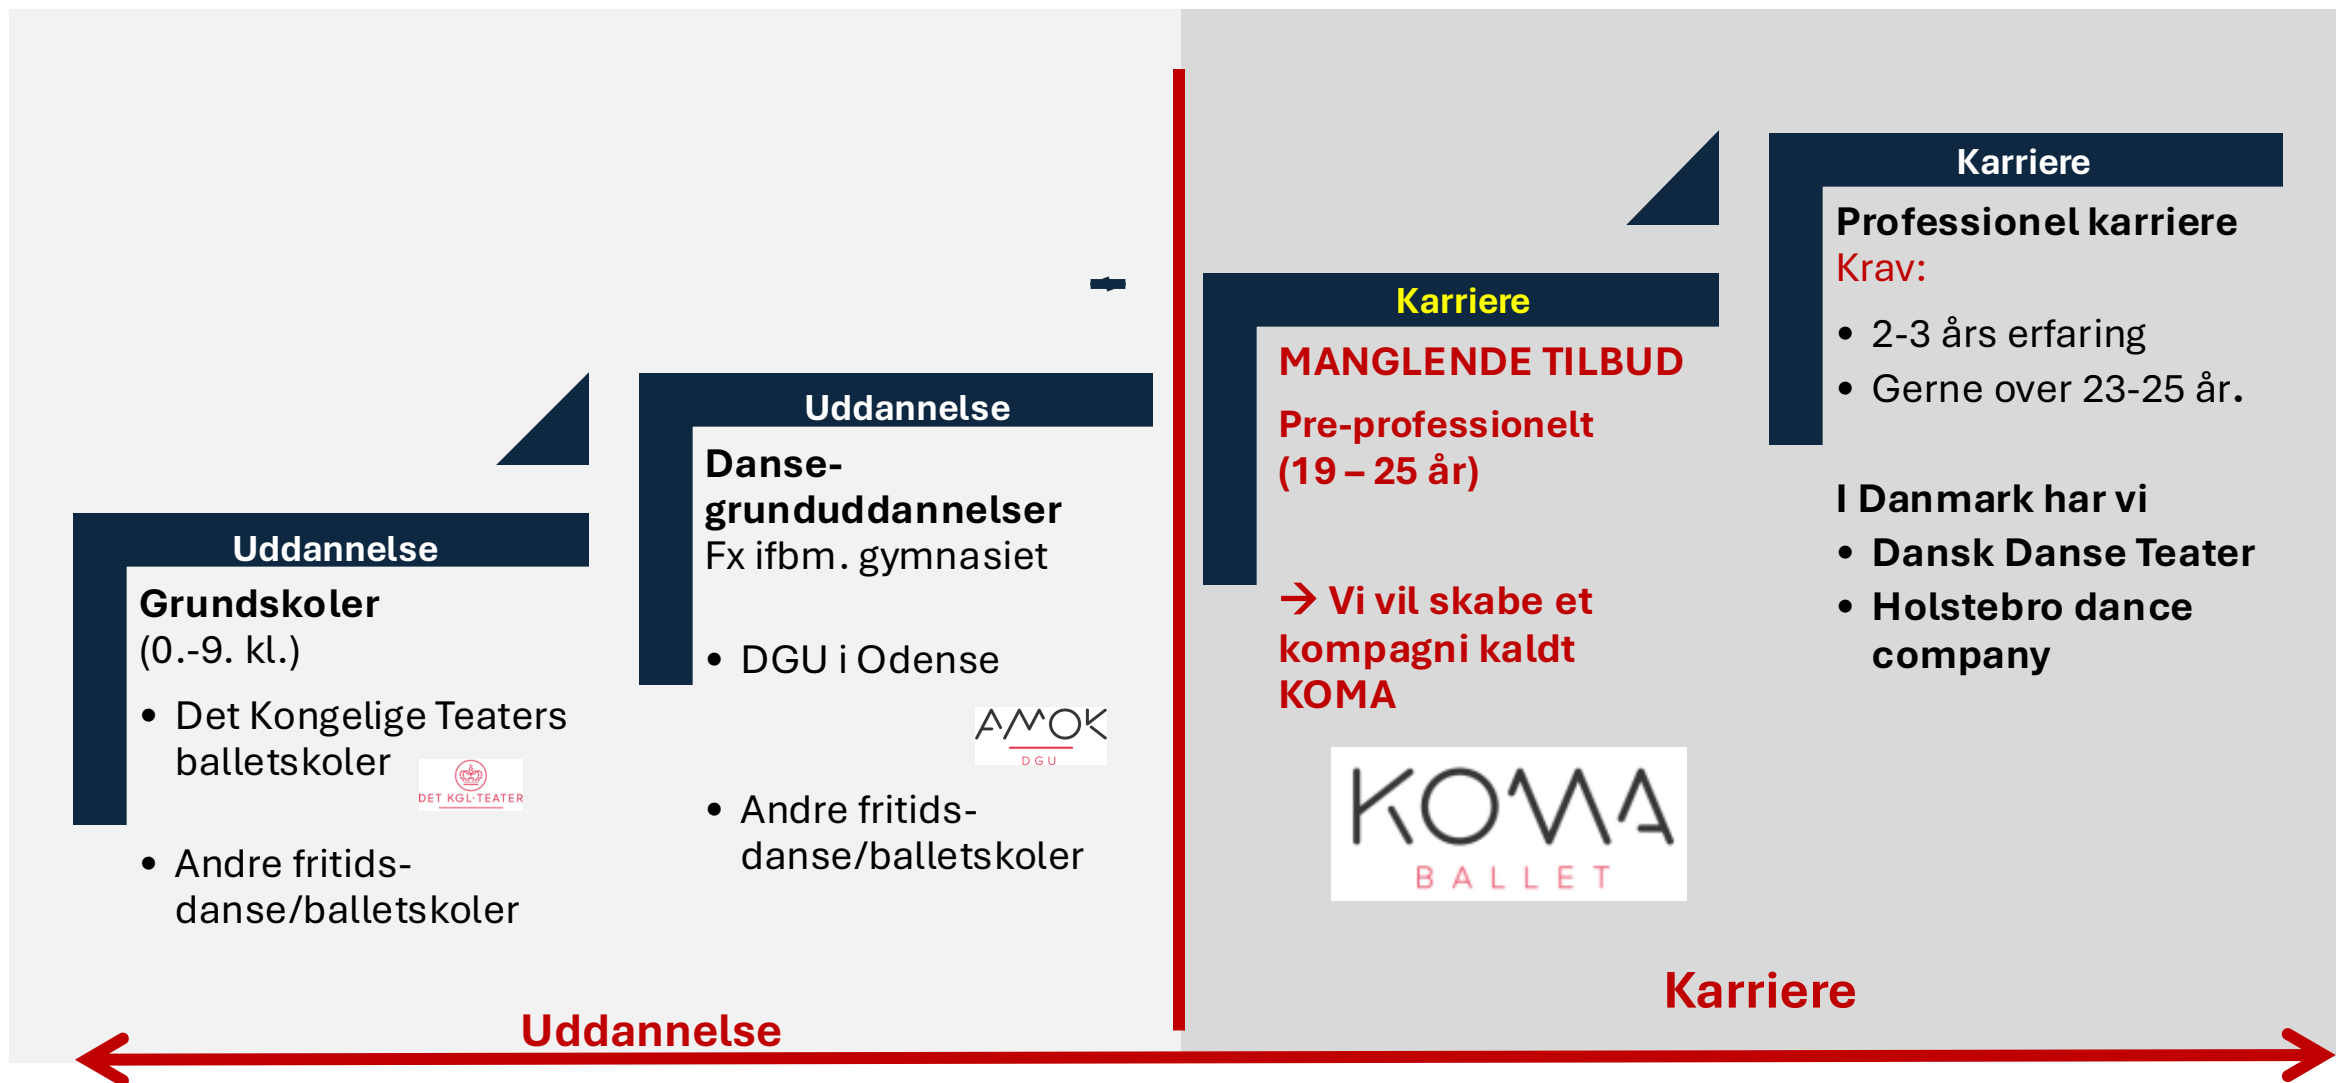 Uddannelse
Grundskoler
(0.-9. kl.)
• Det Kongelige Teaters
balletskoler
DET KGL·TEATER
• Andre fritids-
danse/balletskoler
Uddannelse
Danse-
grunduddannelser
Fx ifbm. gymnasiet
• DGU i Odense
AMOK
DGU
• Andre fritids-
danse/balletskoler
Karriere
MANGLENDE TILBUD
Pre-professionelt
(19 – 25 år)
→ Vi vil skabe et
kompagni kaldt
KOMA
KOMA
BALLET
Karriere
Professionel karriere
Krav:
• 2-3 års erfaring
• Gerne over 23-25 år.
I Danmark har vi
• Dansk Danse Teater
• Holstebro dance
company
Uddannelse
Karriere